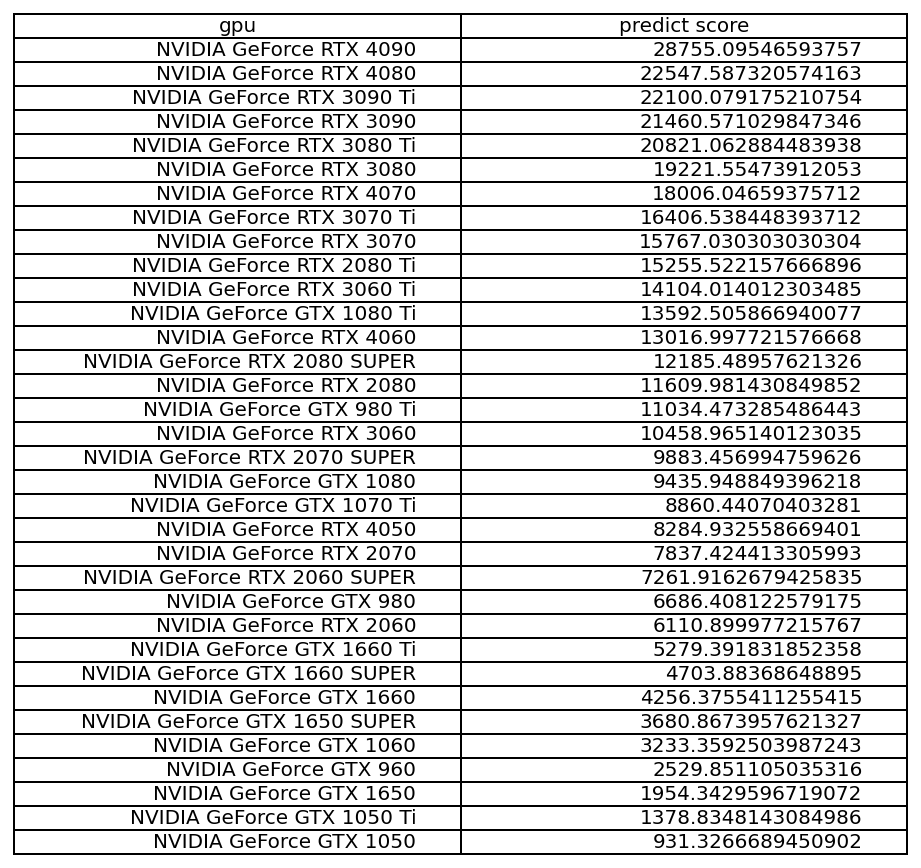 gpu predict score
NVIDIA GeForce RTX 4090 28755.09546593757
NVIDIA GeForce RTX 4080 22547.587320574163
NVIDIA GeForce RTX 3090 Ti 22100.079175210754
NVIDIA GeForce RTX 3090 21460.571029847346
NVIDIA GeForce RTX 3080 Ti 20821.062884483938
NVIDIA GeForce RTX 3080 19221.55473912053
NVIDIA GeForce RTX 4070 18006.04659375712
NVIDIA GeForce RTX 3070 Ti 16406.538448393712
NVIDIA GeForce RTX 3070 15767.030303030304
NVIDIA GeForce RTX 2080 Ti 15255.522157666896
NVIDIA GeForce RTX 3060 Ti 14104.014012303485
NVIDIA GeForce GTX 1080 Ti 13592.505866940077
NVIDIA GeForce RTX 4060 13016.997721576668
NVIDIA GeForce RTX 2080 SUPER 12185.48957621326
NVIDIA GeForce RTX 2080 11609.981430849852
NVIDIA GeForce GTX 980 Ti 11034.473285486443
NVIDIA GeForce RTX 3060 10458.965140123035
NVIDIA GeForce RTX 2070 SUPER 9883.456994759626
NVIDIA GeForce GTX 1080 9435.948849396218
NVIDIA GeForce GTX 1070 Ti 8860.44070403281
NVIDIA GeForce RTX 4050 8284.932558669401
NVIDIA GeForce RTX 2070 7837.424413305993
NVIDIA GeForce RTX 2060 SUPER 7261.9162679425835
NVIDIA GeForce GTX 980 6686.408122579175
NVIDIA GeForce RTX 2060 6110.899977215767
NVIDIA GeForce GTX 1660 Ti 5279.391831852358
NVIDIA GeForce GTX 1660 SUPER 4703.88368648895
NVIDIA GeForce GTX 1660 4256.3755411255415
NVIDIA GeForce GTX 1650 SUPER 3680.8673957621327
NVIDIA GeForce GTX 1060 3233.3592503987243
NVIDIA GeForce GTX 960 2529.851105035316
NVIDIA GeForce GTX 1650 1954.3429596719072
NVIDIA GeForce GTX 1050 Ti 1378.8348143084986
NVIDIA GeForce GTX 1050 931.3266689450902